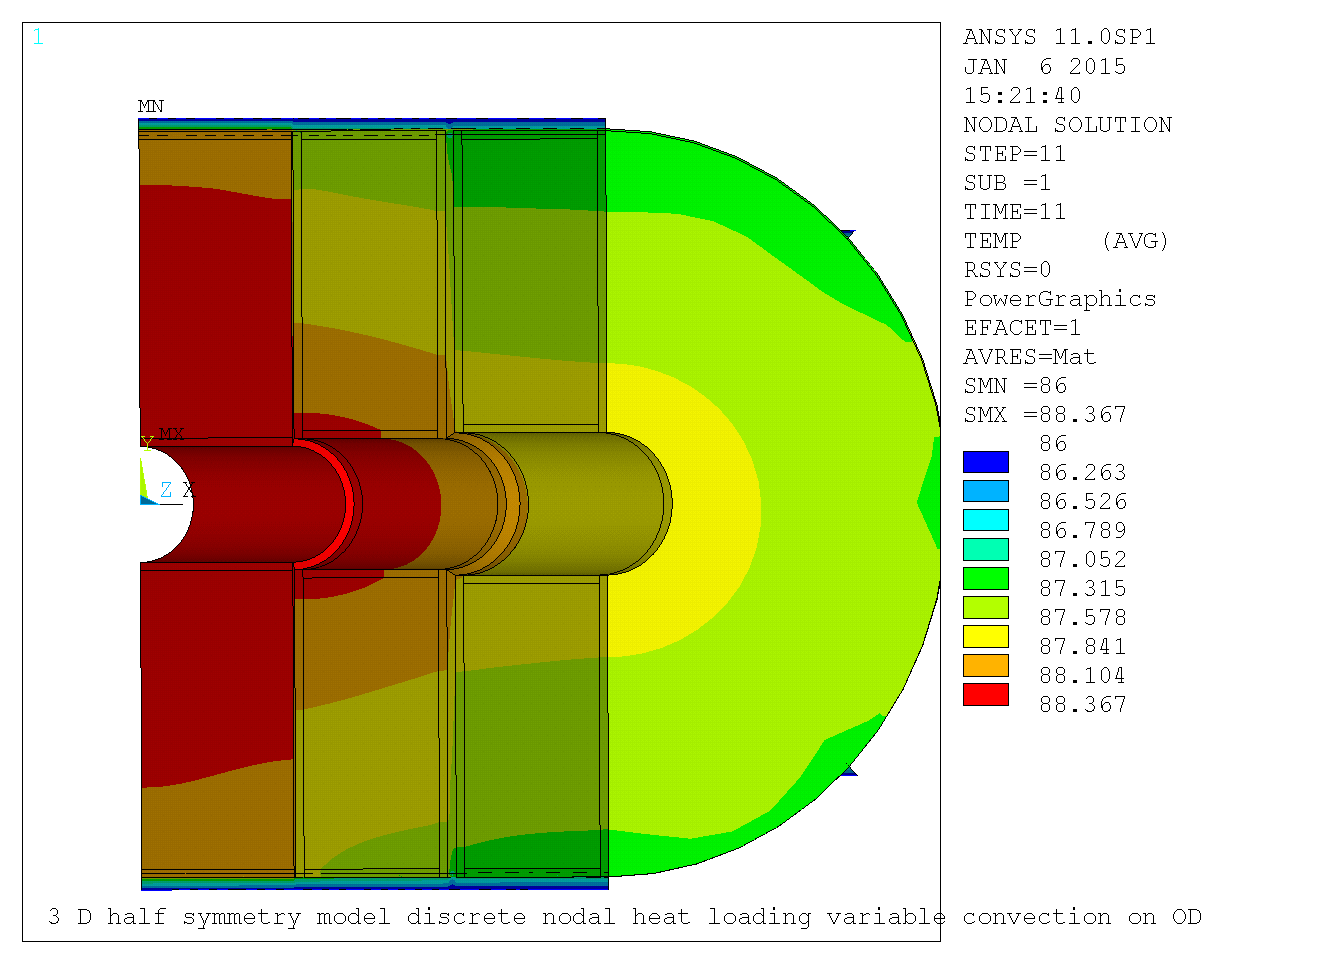 1
ANSYS 11.0SP1
JAN  6 2015
15:21:40
NODAL SOLUTION
STEP=11
SUB =1
TIME=11
TEMP     (AVG)
RSYS=0
PowerGraphics
EFACET=1
AVRES=Mat
SMN =86
SMX =88.367
86
86.263
86.526
86.789
87.052
87.315
87.578
87.841
88.104
88.367
MN
MX
Y
Z X
3 D half symmetry model discrete nodal heat loading variable convection on OD